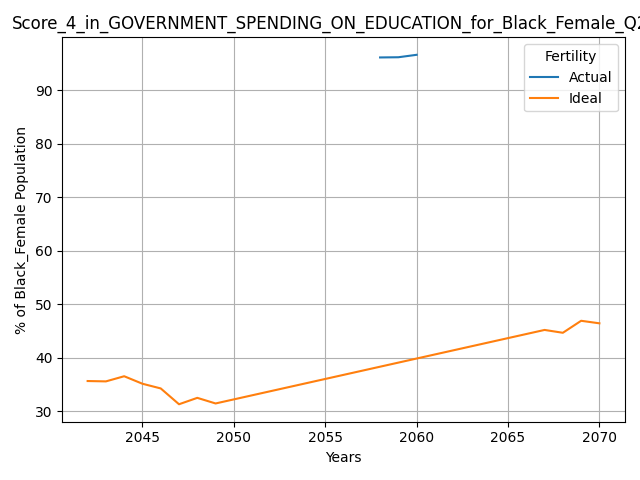 Score_4_in_GOVERNMENT_SPENDING_ON_EDUCATION_for_Black_Female_Q2
Fertility
Actual
Ideal
90
80
70
60
50
40
30
% of Black_Female Population
2045 2050 2055 2060 2065 2070
Years